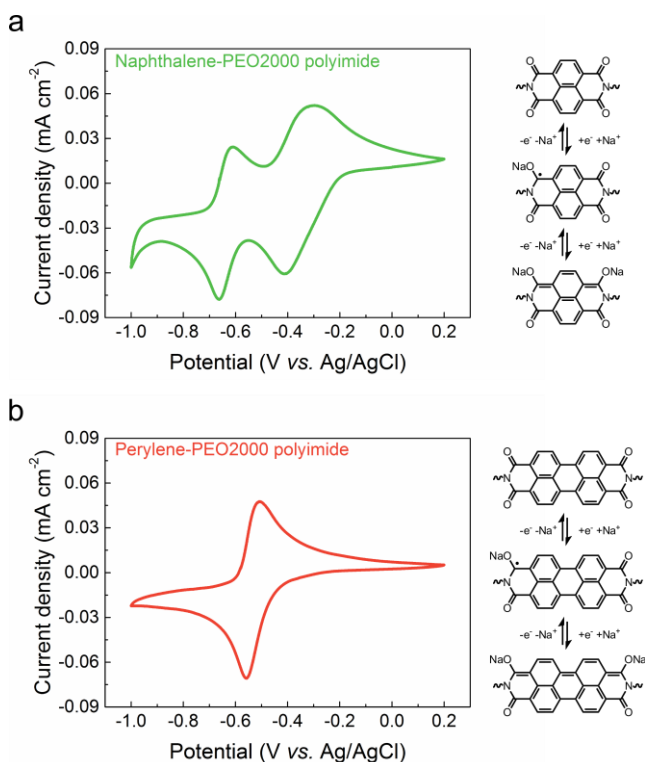 a
Naphthalene-PEO2000 polyimide
Current density (mA cm⁻²)
0.09
0.06
0.03
0.00
-0.03
-0.06
-0.09
-1.0 -0.8 -0.6 -0.4 -0.2 0.0 0.2
Potential (V vs. Ag/AgCl)
O O
N N
O O
-e⁻ -Na⁺ +e⁻ +Na⁺
NaO O
N N
O O
-e⁻ -Na⁺ +e⁻ +Na⁺
NaO ONa
N N
O O
b
Perylene-PEO2000 polyimide
Current density (mA cm⁻²)
0.09
0.06
0.03
0.00
-0.03
-0.06
-0.09
-1.0 -0.8 -0.6 -0.4 -0.2 0.0 0.2
Potential (V vs. Ag/AgCl)
O O
N N
O O
-e⁻ -Na⁺ +e⁻ +Na⁺
NaO O
N N
O O
-e⁻ -Na⁺ +e⁻ +Na⁺
NaO ONa
N N
O O